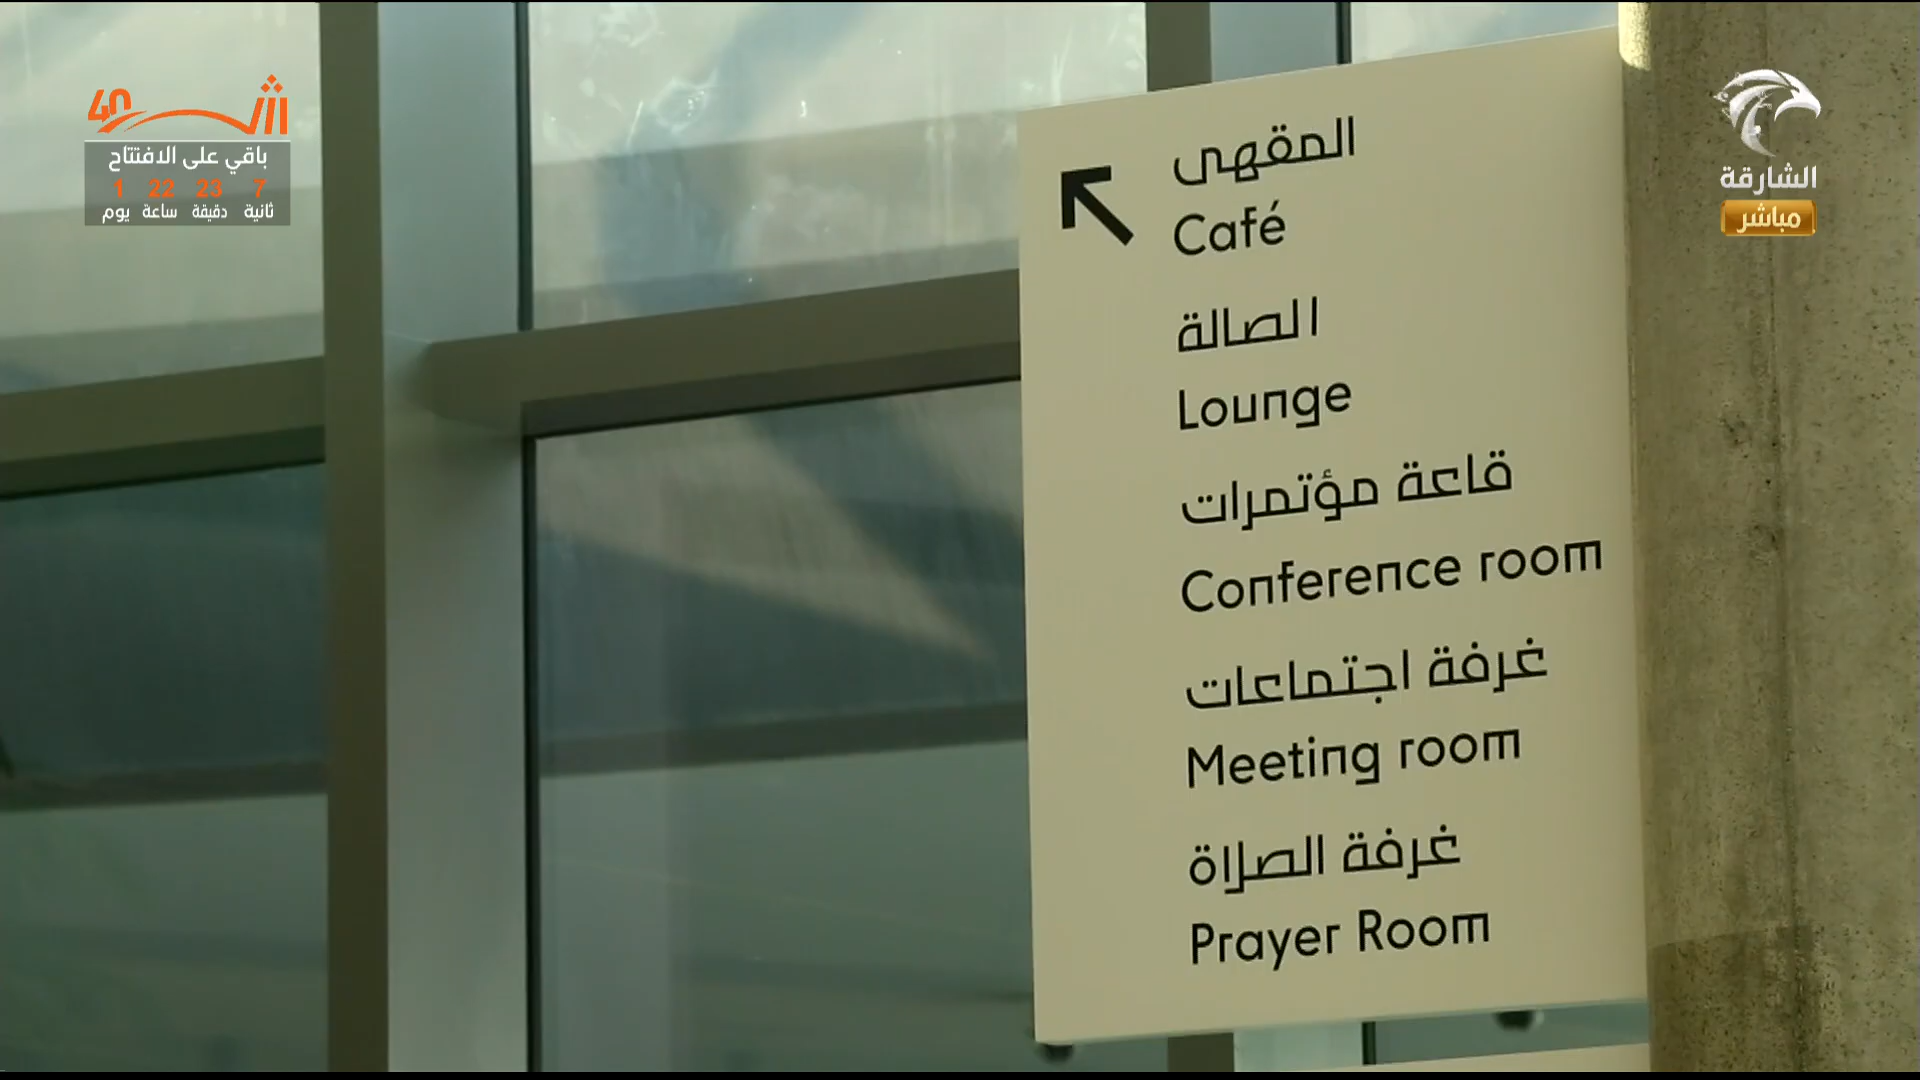 40
باقي على الافتتاح
1 22 23 7
يوم ساعة دقيقة ثانية
الشارقة
مباشر
المقهى
Café
الصالة
Lounge
قاعة مؤتمرات
Conference room
غرفة اجتماعات
Meeting room
غرفة الصلاة
Prayer Room